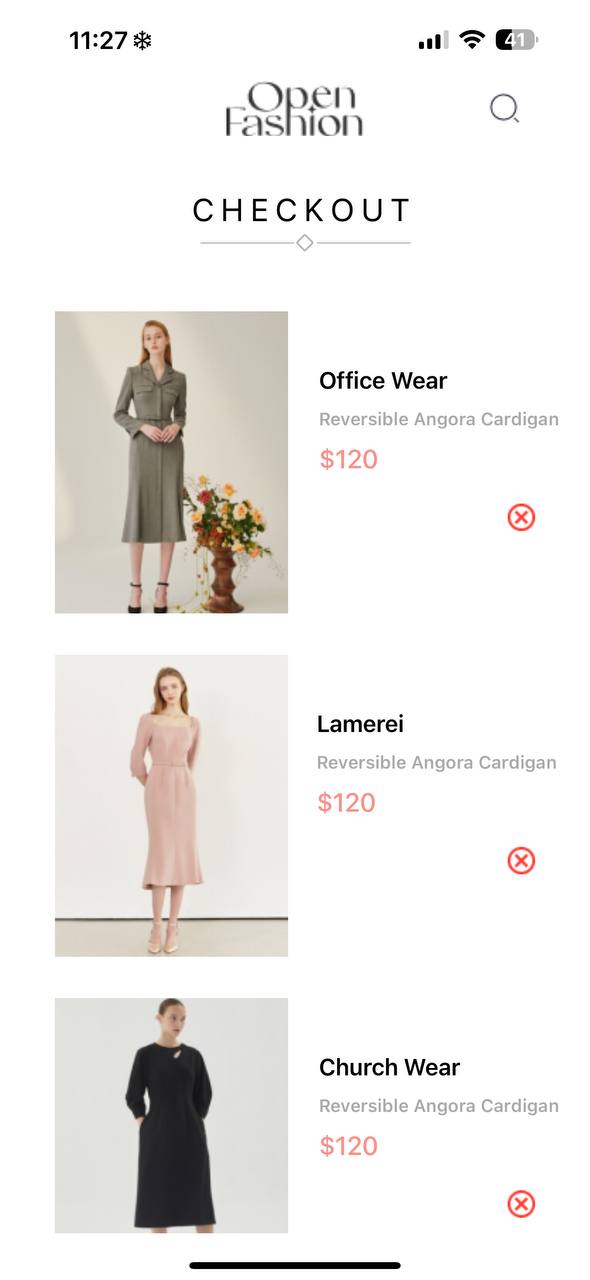 11:27
41
Open
Fashion
CHECKOUT
Office Wear
Reversible Angora Cardigan
$120
Lamerei
Reversible Angora Cardigan
$120
Church Wear
Reversible Angora Cardigan
$120